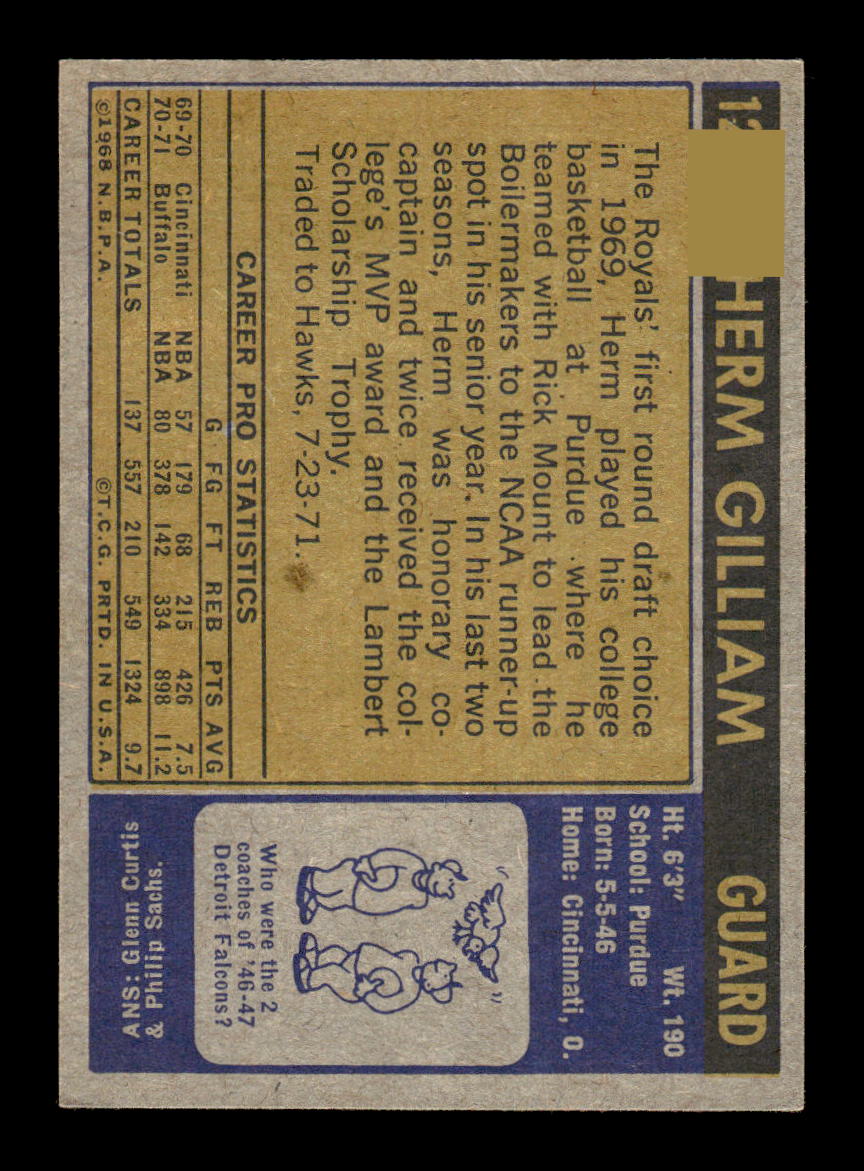 12
HERM GILLIAM GUARD
The Royals' first round draft choice
in 1969, Herm played his college
basketball at Purdue where he
teamed with Rick Mount to lead the
Boilermakers to the NCAA runner-up
spot in his senior year. In his last two
seasons, Herm was honorary co-
captain and twice received the col-
lege's MVP award and the Lambert
Scholarship Trophy.
Traded to Hawks, 7-23-71.
CAREER PRO STATISTICS
G FG FT REB PTS AVG
69-70 Cincinnati NBA 57 179 68 215 426 7.5
70-71 Buffalo NBA 80 378 142 334 898 11.2
CAREER TOTALS 137 557 210 549 1324 9.7
©1968 N.B.P.A. ©T.C.G. PRTD. IN U.S.A.
Ht. 6'3" Wt. 190
School: Purdue
Born: 5-5-46
Home: Cincinnati, O.
Who were the 2
coaches of '46-47
Detroit Falcons?
ANS: Glenn Curtis
& Philip Sachs.